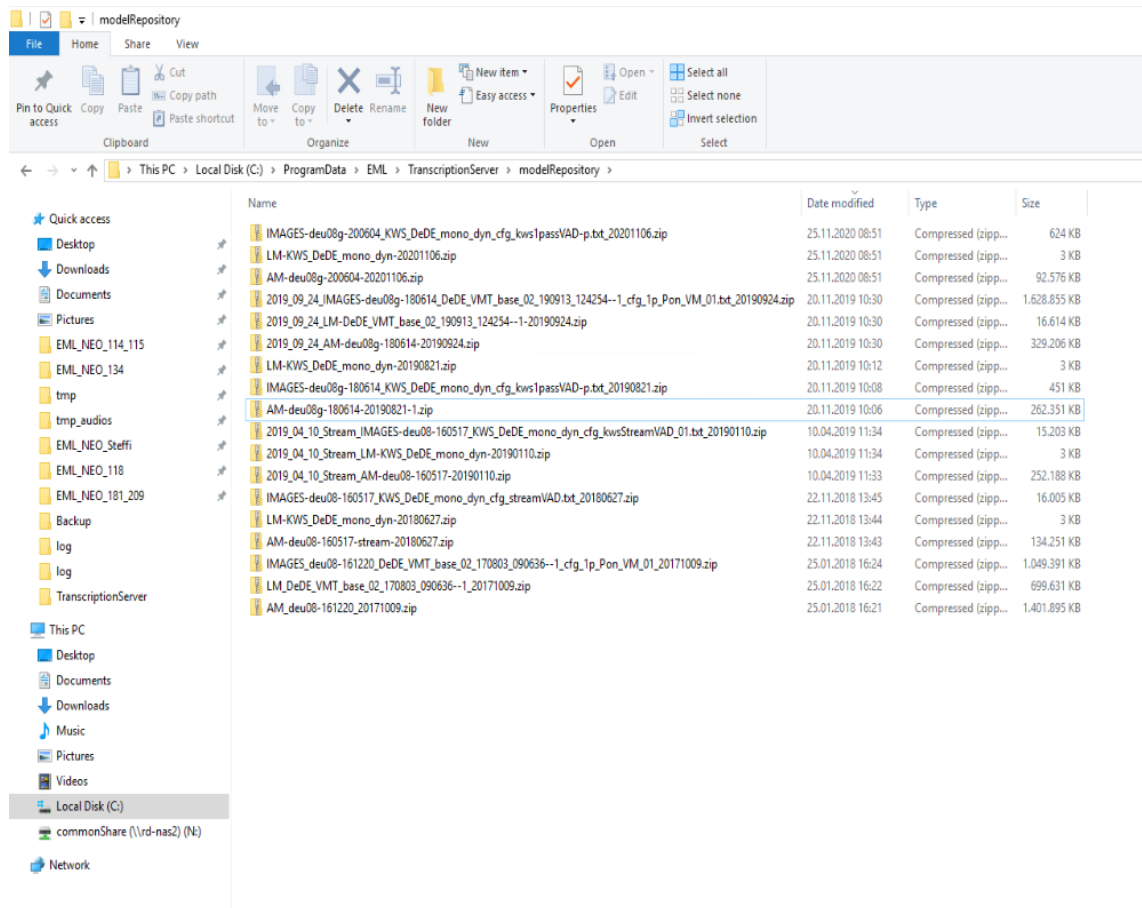 modelRepository
File Home Share View
Pin to Quick access
Copy
Paste
Cut
Copy path
Paste shortcut
Move to
Copy to
Delete
Rename
New folder
New item
Easy access
Properties
Open
Edit
Select all
Select none
Invert selection
Clipboard Organize New Open Select
This PC > Local Disk (C:) > ProgramData > EML > TranscriptionServer > modelRepository >
Quick access
Desktop
Downloads
Documents
Pictures
EML_NEO_114_115
EML_NEO_134
tmp
tmp_audios
EML_NEO_Steffi
EML_NEO_118
EML_NEO_181_209
Backup
log
log
TranscriptionServer
This PC
Desktop
Documents
Downloads
Music
Pictures
Videos
Local Disk (C:)
commonShare (\\rd-nas2) (N:)
Network
Name Date modified Type Size
IMAGES-deu08g-200604_KWS_DeDE_mono_dyn_cfg_kws1passVAD-p.txt_20201106.zip 25.11.2020 08:51 Compressed (zipp... 624 KB
LM-KWS_DeDE_mono_dyn-20201106.zip 25.11.2020 08:51 Compressed (zipp... 3 KB
AM-deu08g-200604-20201106.zip 25.11.2020 08:51 Compressed (zipp... 92.576 KB
2019_09_24_IMAGES-deu08g-180614_DeDE_VMT_base_02_190913_124254--1_cfg_1p_Pon_VM_01.txt_20190924.zip 20.11.2019 10:30 Compressed (zipp... 1.628.855 KB
2019_09_24_LM-DeDE_VMT_base_02_190913_124254--1-20190924.zip 20.11.2019 10:30 Compressed (zipp... 16.614 KB
2019_09_24_AM-deu08g-180614-20190924.zip 20.11.2019 10:30 Compressed (zipp... 329.206 KB
LM-KWS_DeDE_mono_dyn-20190821.zip 20.11.2019 10:12 Compressed (zipp... 3 KB
IMAGES-deu08g-180614_KWS_DeDE_mono_dyn_cfg_kws1passVAD-p.txt_20190821.zip 20.11.2019 10:08 Compressed (zipp... 451 KB
AM-deu08g-180614-20190821-1.zip 20.11.2019 10:06 Compressed (zipp... 262.351 KB
2019_04_10_Stream_IMAGES-deu08-160517_KWS_DeDE_mono_dyn_cfg_kwsStreamVAD_01.txt_20190110.zip 10.04.2019 11:34 Compressed (zipp... 15.203 KB
2019_04_10_Stream_LM-KWS_DeDE_mono_dyn-20190110.zip 10.04.2019 11:34 Compressed (zipp... 3 KB
2019_04_10_Stream_AM-deu08-160517-20190110.zip 10.04.2019 11:33 Compressed (zipp... 252.188 KB
IMAGES-deu08-160517_KWS_DeDE_mono_dyn_cfg_streamVAD.txt_20180627.zip 22.11.2018 13:45 Compressed (zipp... 16.005 KB
LM-KWS_DeDE_mono_dyn-20180627.zip 22.11.2018 13:44 Compressed (zipp... 3 KB
AM-deu08-160517-stream-20180627.zip 22.11.2018 13:43 Compressed (zipp... 134.251 KB
IMAGES-deu08-161220_DeDE_VMT_base_02_170803_090636--1_cfg_1p_Pon_VM_01_20171009.zip 25.01.2018 16:24 Compressed (zipp... 1.049.391 KB
LM_DeDE_VMT_base_02_170803_090636--1_20171009.zip 25.01.2018 16:22 Compressed (zipp... 699.631 KB
AM_deu08-161220_20171009.zip 25.01.2018 16:21 Compressed (zipp... 1.401.895 KB